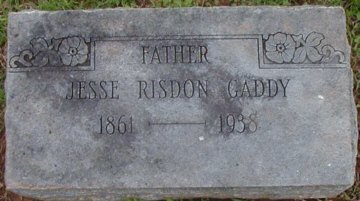 FATHER
JESSE RISDON GADDY
1861 — 1938